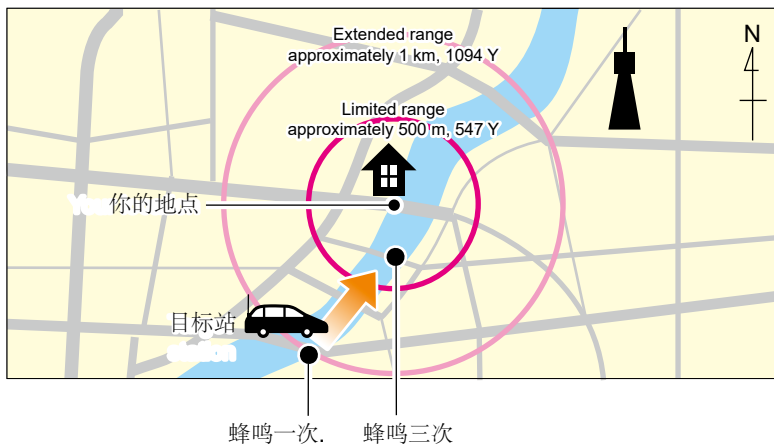 Extended range
approximately 1 km, 1094 Y
N
Limited range
approximately 500 m, 547 Y
你的地点
目标站
station
蜂鸣一次.
蜂鸣三次